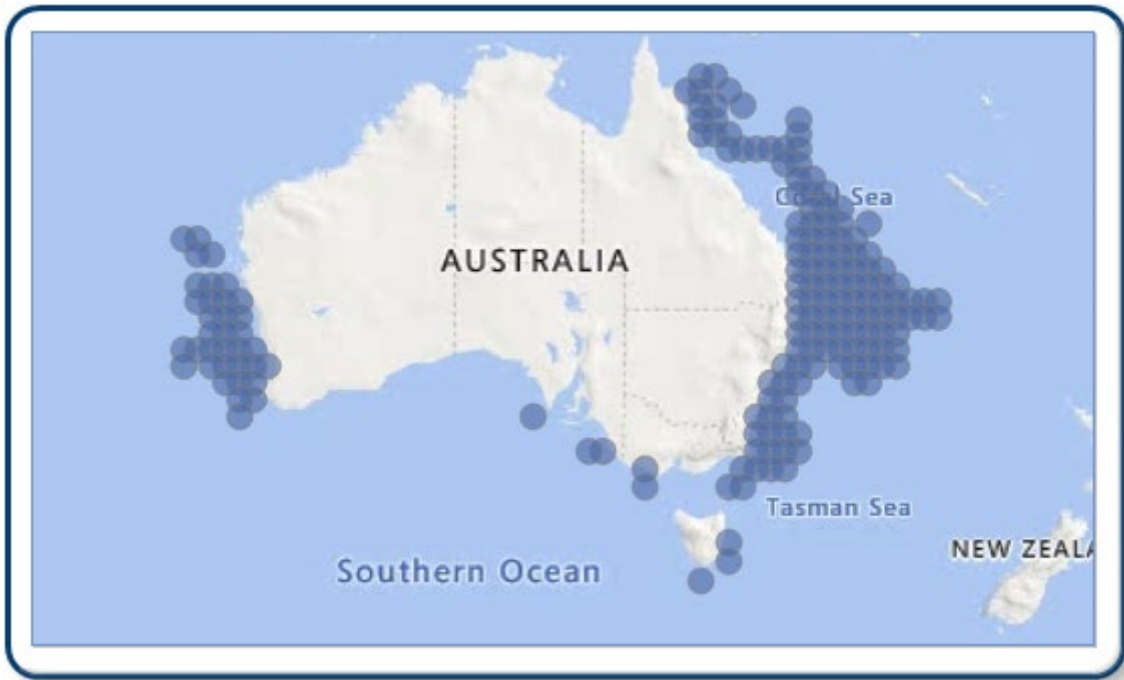 Coral Sea
AUSTRALIA
Tasman Sea
NEW ZEALA
Southern Ocean